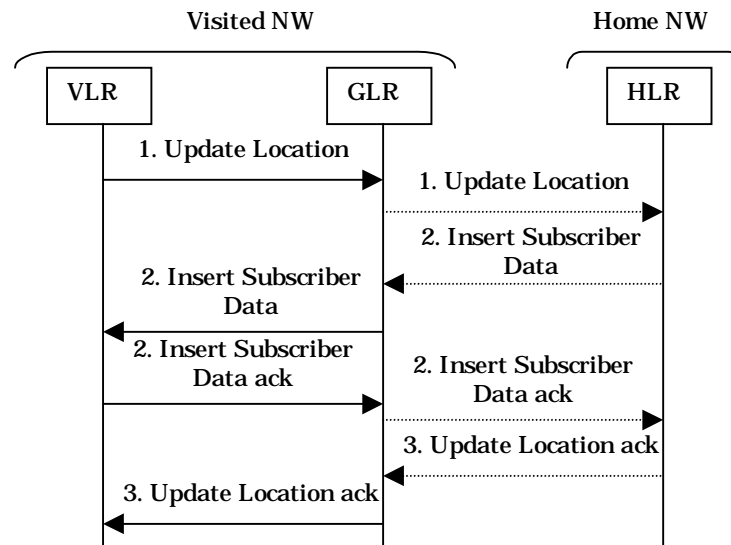 Visited NW
Home NW
VLR
GLR
HLR
1. Update Location
1. Update Location
2. Insert Subscriber
Data
2. Insert Subscriber
Data
2. Insert Subscriber
Data ack
2. Insert Subscriber
Data ack
3. Update Location ack
3. Update Location ack